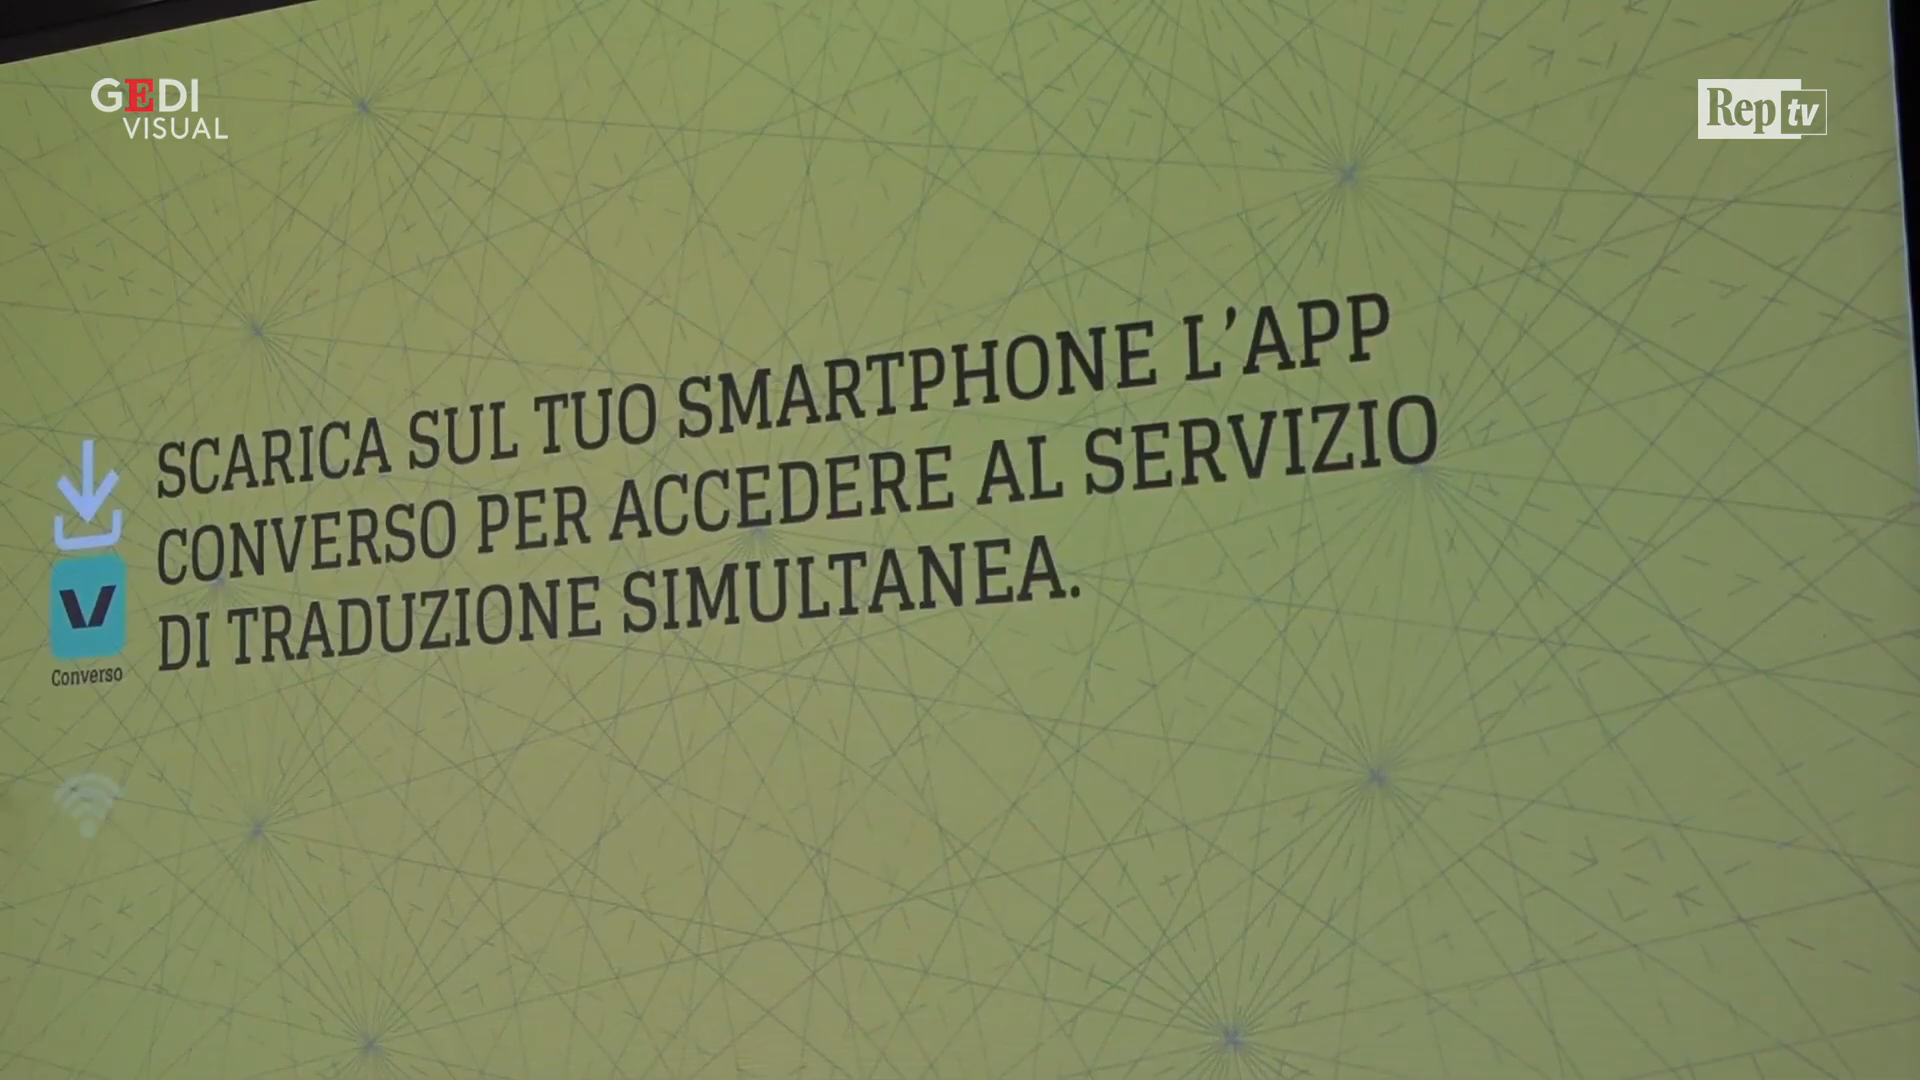 GEDI
VISUAL
Rep tv
SCARICA SUL TUO SMARTPHONE L'APP
CONVERSO PER ACCEDERE AL SERVIZIO
DI TRADUZIONE SIMULTANEA.
Converso